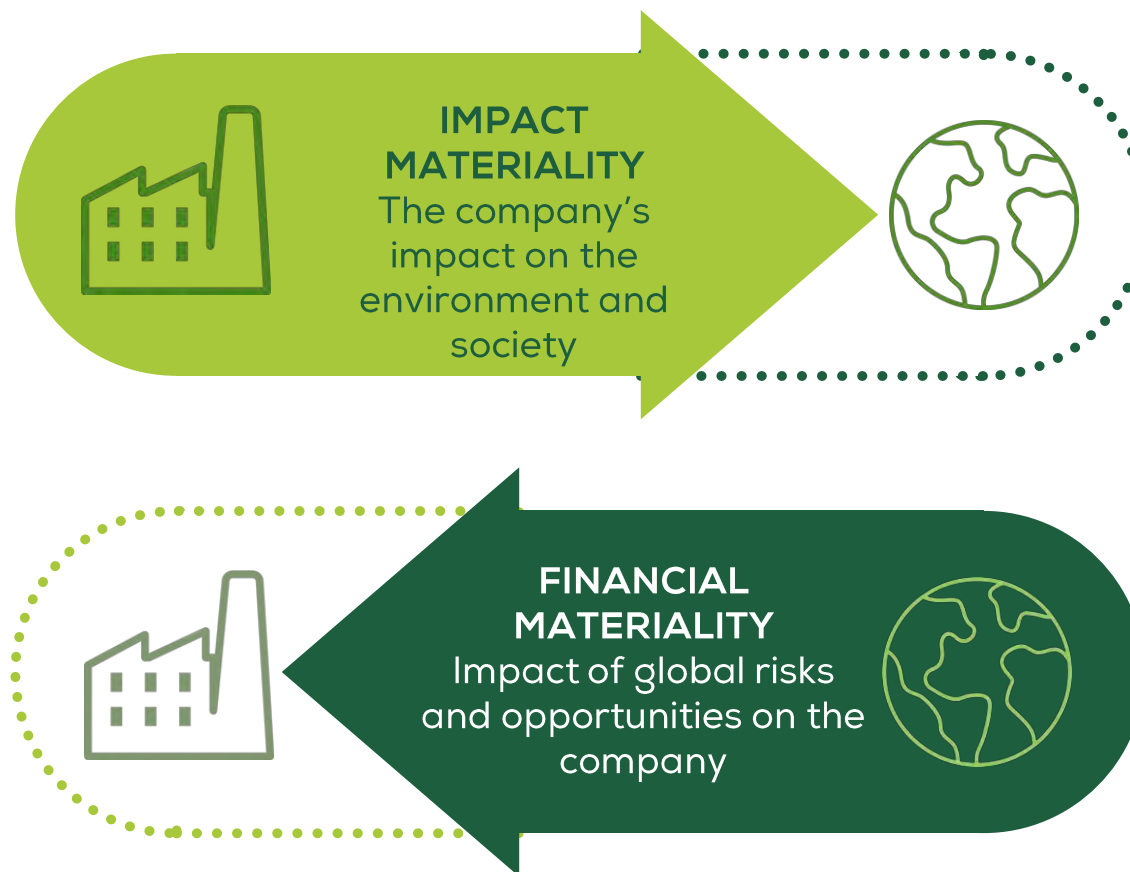 IMPACT
MATERIALITY
The company’s
impact on the
environment and
society
FINANCIAL
MATERIALITY
Impact of global risks
and opportunities on the
company